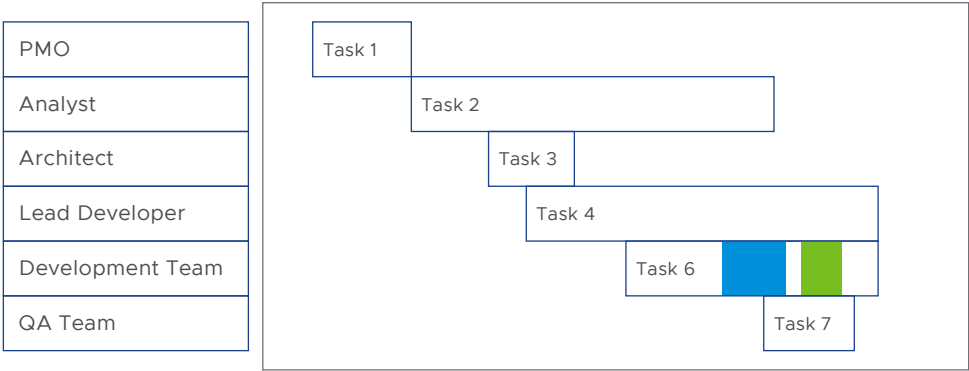 PMO
Task 1
Analyst
Task 2
Architect
Task 3
Lead Developer
Task 4
Development Team
Task 6
QA Team
Task 7